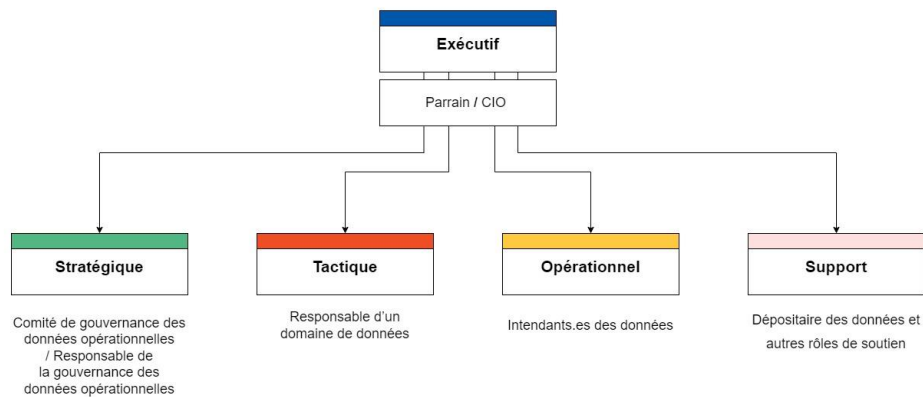 Exécutif
Parrain / CIO
Stratégique
Comité de gouvernance des
données opérationnelles
/ Responsable de
la gouvernance des
données opérationnelles
Tactique
Responsable d'un
domaine de données
Opérationnel
Intendants.es des données
Support
Dépositaire des données et
autres rôles de soutien